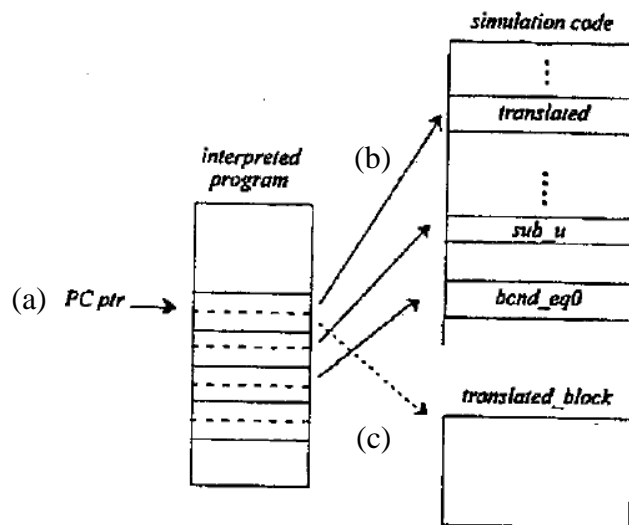 simulation code
translated
(b)
interpreted
program
sub_u
(a) PC ptr
bcnd_eq0
translated_block
(c)